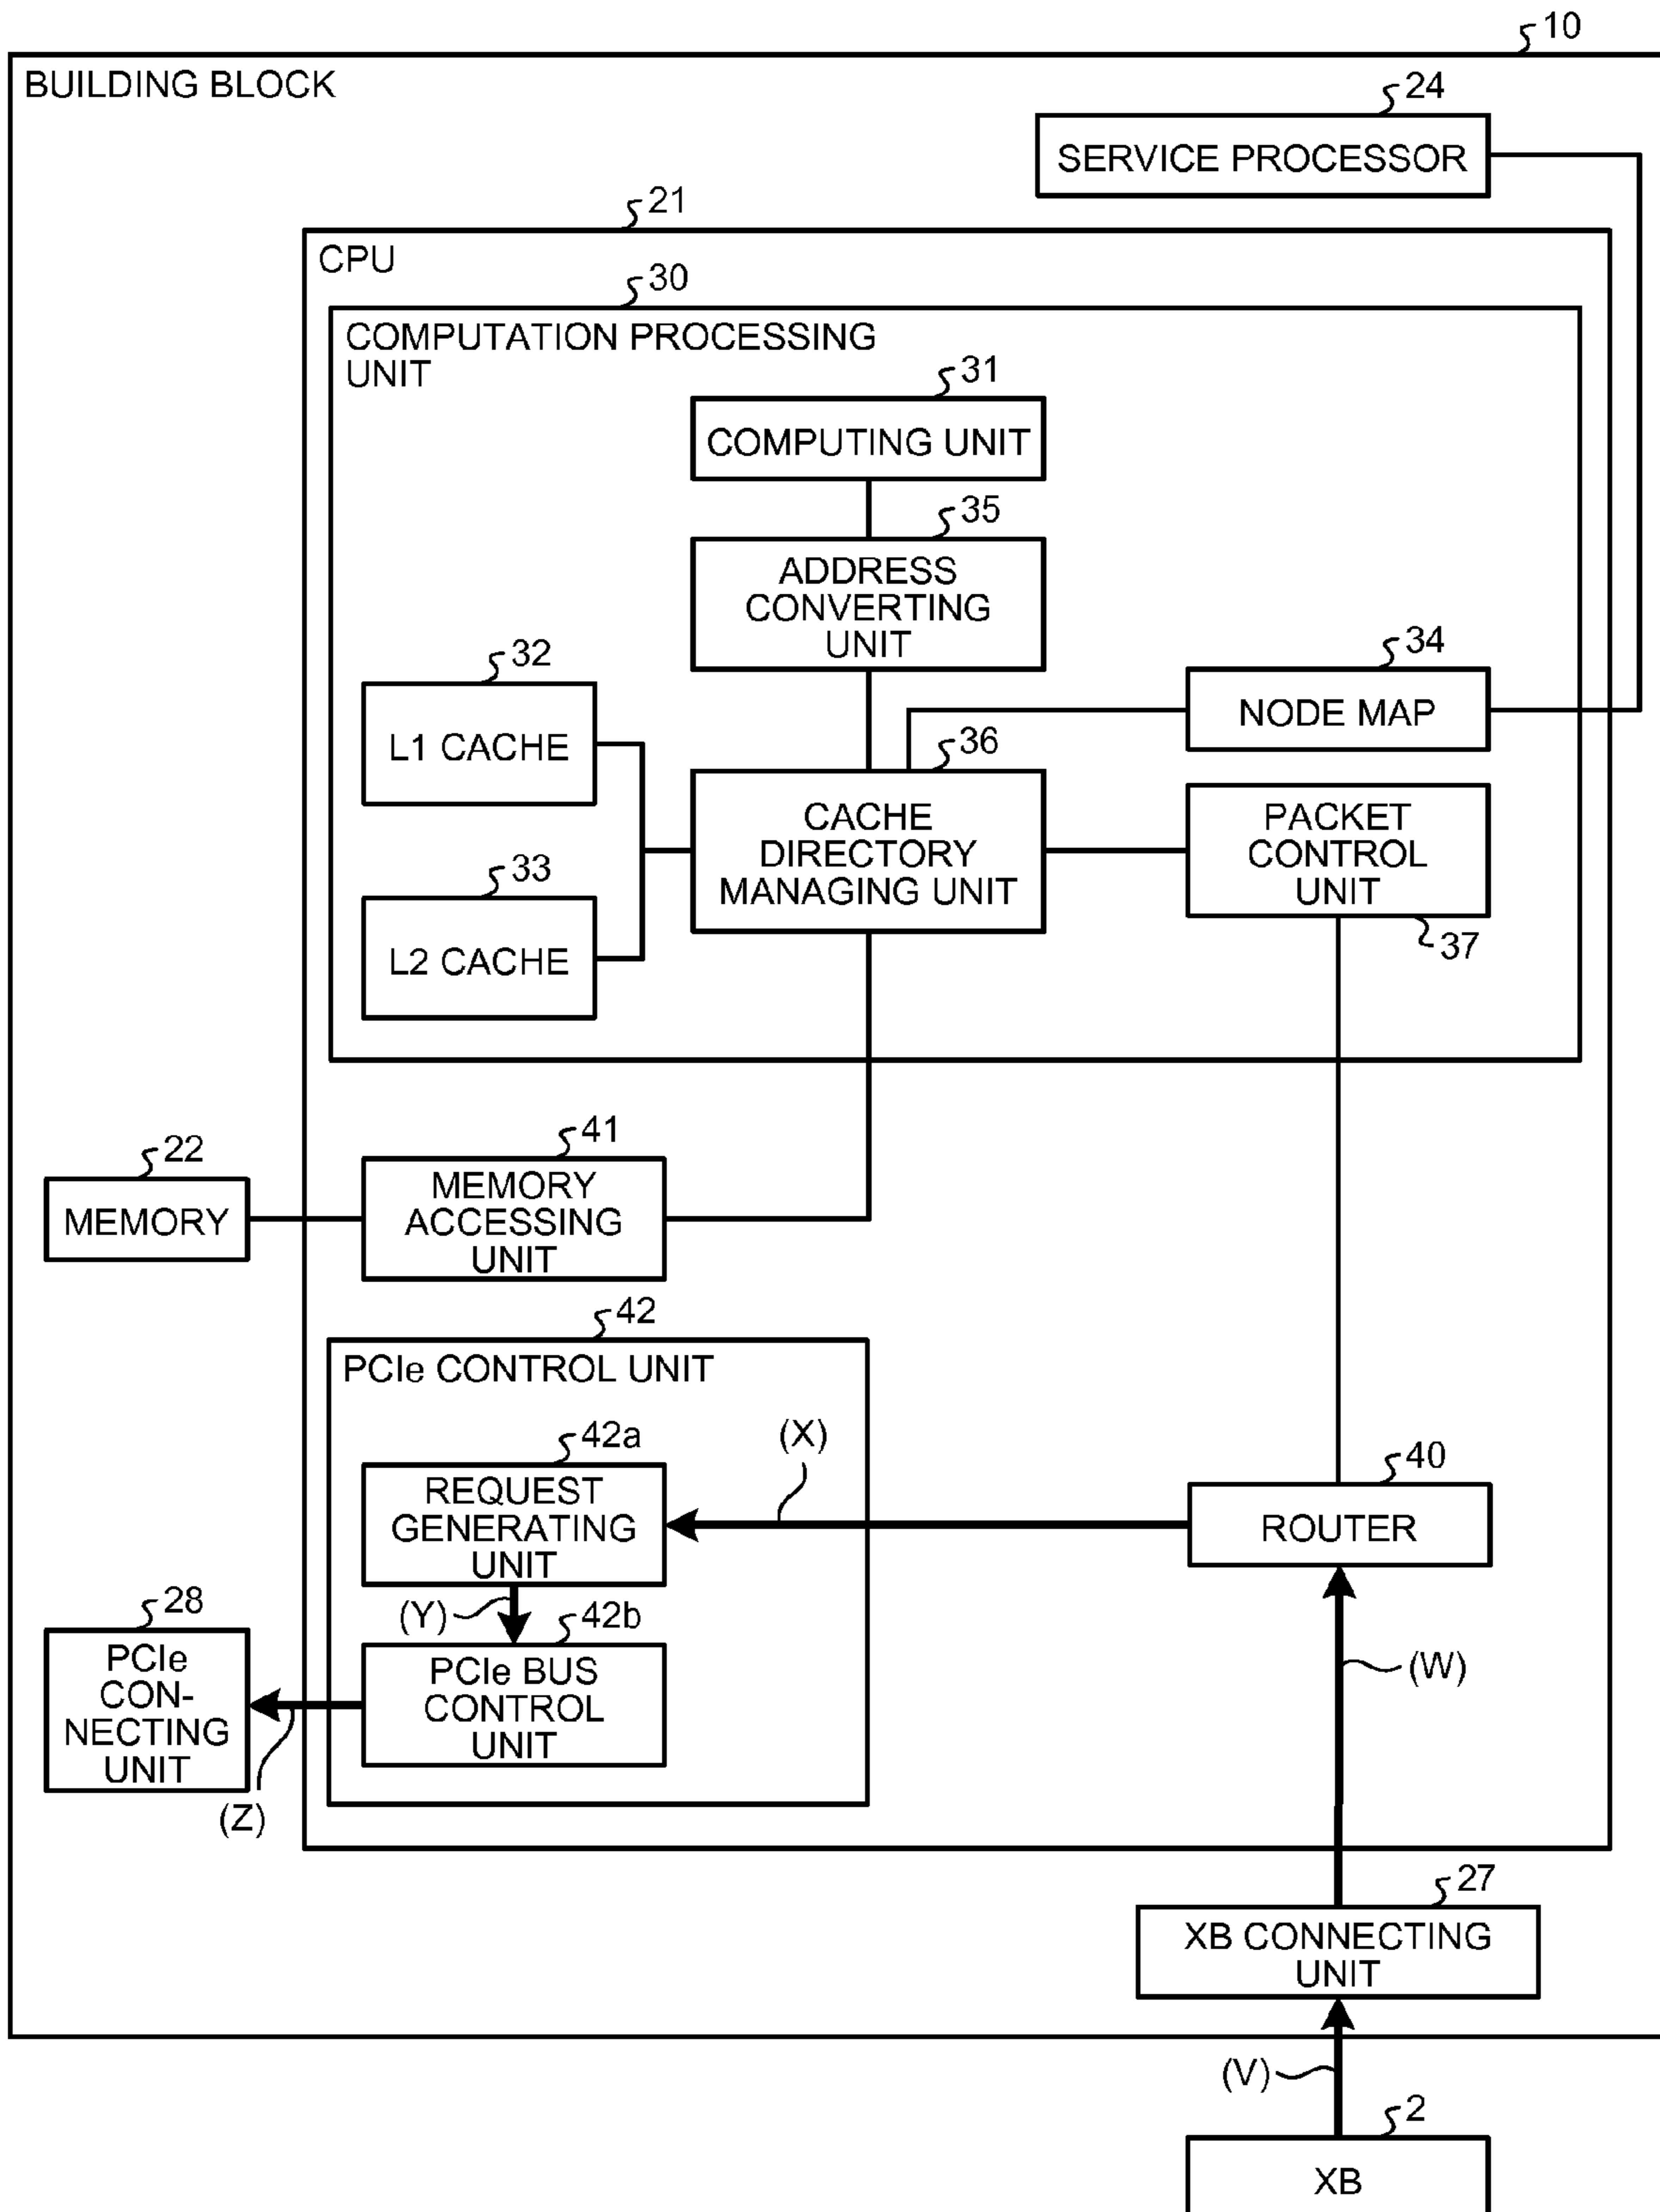 10
BUILDING BLOCK
24
SERVICE PROCESSOR
21
CPU
30
COMPUTATION PROCESSING
UNIT
31
COMPUTING UNIT
35
ADDRESS
CONVERTING
UNIT
32
L1 CACHE
34
NODE MAP
36
CACHE
DIRECTORY
MANAGING UNIT
PACKET
CONTROL
UNIT
37
33
L2 CACHE
41
MEMORY
ACCESSING
UNIT
22
MEMORY
42
PCIe CONTROL UNIT
42a
REQUEST
GENERATING
UNIT
(X)
40
ROUTER
(Y)
42b
PCIe BUS
CONTROL
UNIT
28
PCIe
CON-
NECTING
UNIT
(Z)
(W)
27
XB CONNECTING
UNIT
(V)
2
XB